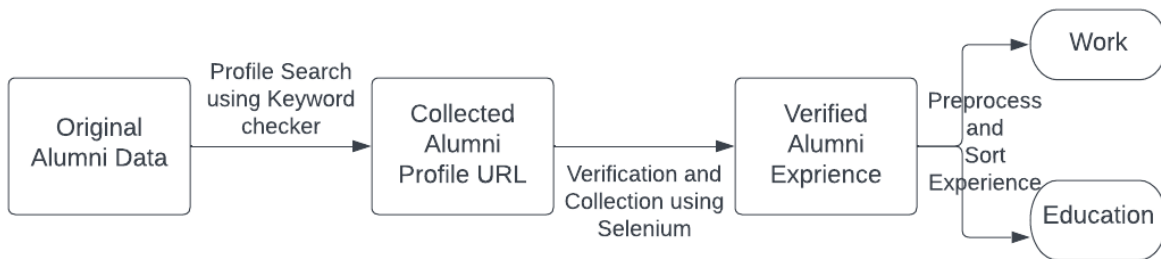 Original
Alumni Data
Profile Search
using Keyword
checker
Collected
Alumni
Profile URL
Verification and
Collection using
Selenium
Verified
Alumni
Exprience
Preprocess
and
Sort
Experience
Work
Education